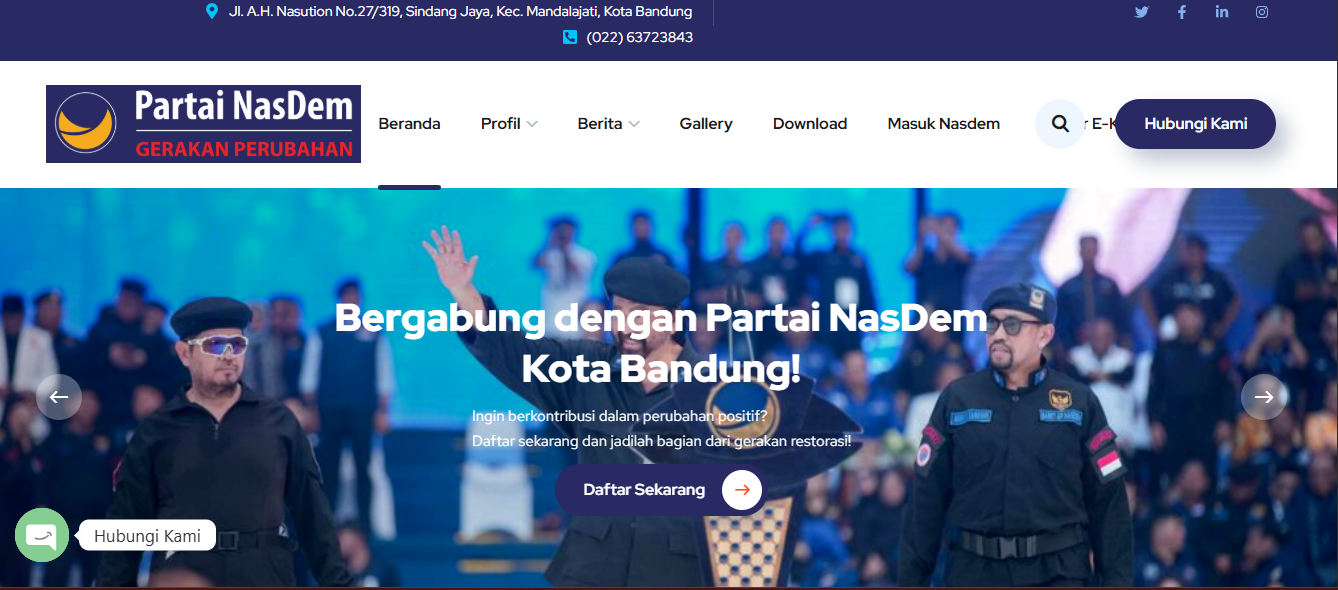 Jl. A.H. Nasution No.27/319, Sindang Jaya, Kec. Mandalajati, Kota Bandung
(022) 63723843
Partai NasDem
GERAKAN PERUBAHAN
Beranda
Profil
Berita
Gallery
Download
Masuk Nasdem
r E-K
Hubungi Kami
Bergabung dengan Partai NasDem
Kota Bandung!
Ingin berkontribusi dalam perubahan positif?
Daftar sekarang dan jadilah bagian dari gerakan restorasi!
Daftar Sekarang
Hubungi Kami